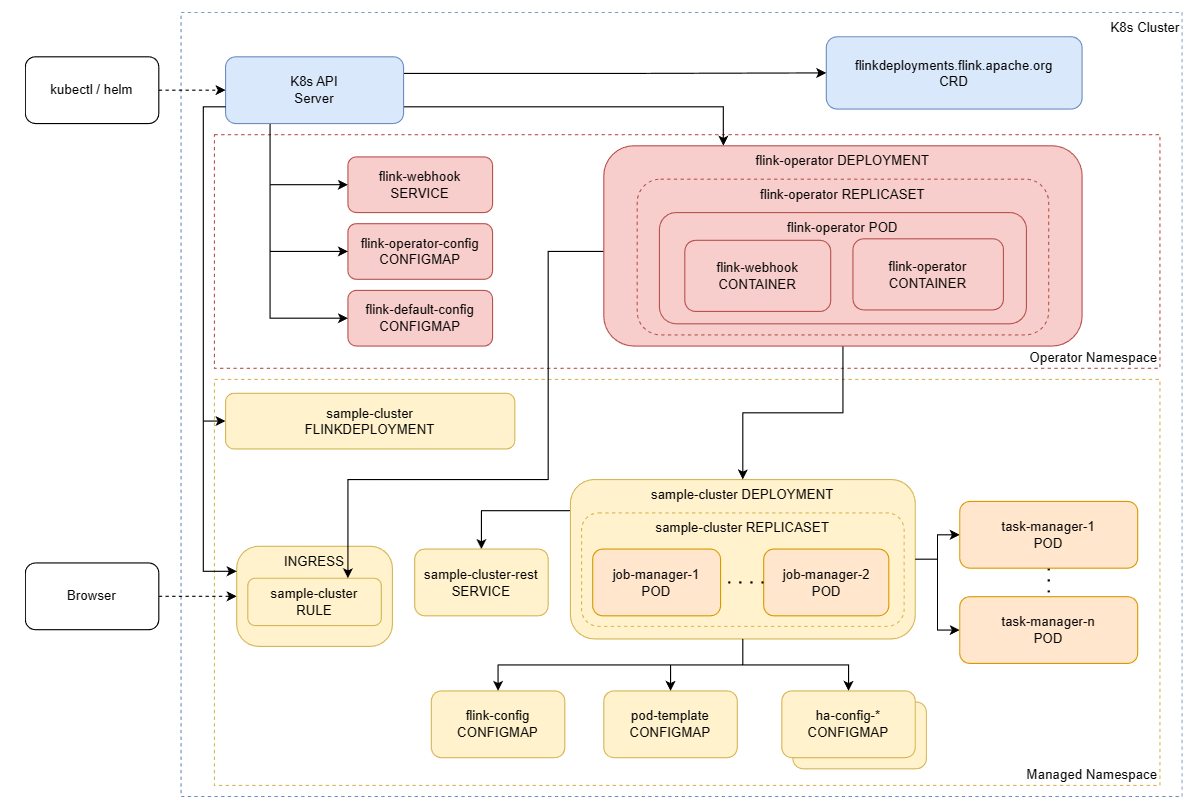 K8s Cluster
kubectl / helm
K8s API
Server
flinkdeployments.flink.apache.org
CRD
flink-webhook
SERVICE
flink-operator-config
CONFIGMAP
flink-default-config
CONFIGMAP
flink-operator DEPLOYMENT
flink-operator REPLICASET
flink-operator POD
flink-webhook
CONTAINER
flink-operator
CONTAINER
Operator Namespace
sample-cluster
FLINKDEPLOYMENT
sample-cluster DEPLOYMENT
sample-cluster REPLICASET
job-manager-1
POD
. . . .
job-manager-2
POD
task-manager-1
POD
task-manager-n
POD
INGRESS
sample-cluster
RULE
sample-cluster-rest
SERVICE
Browser
flink-config
CONFIGMAP
pod-template
CONFIGMAP
ha-config-*
CONFIGMAP
Managed Namespace